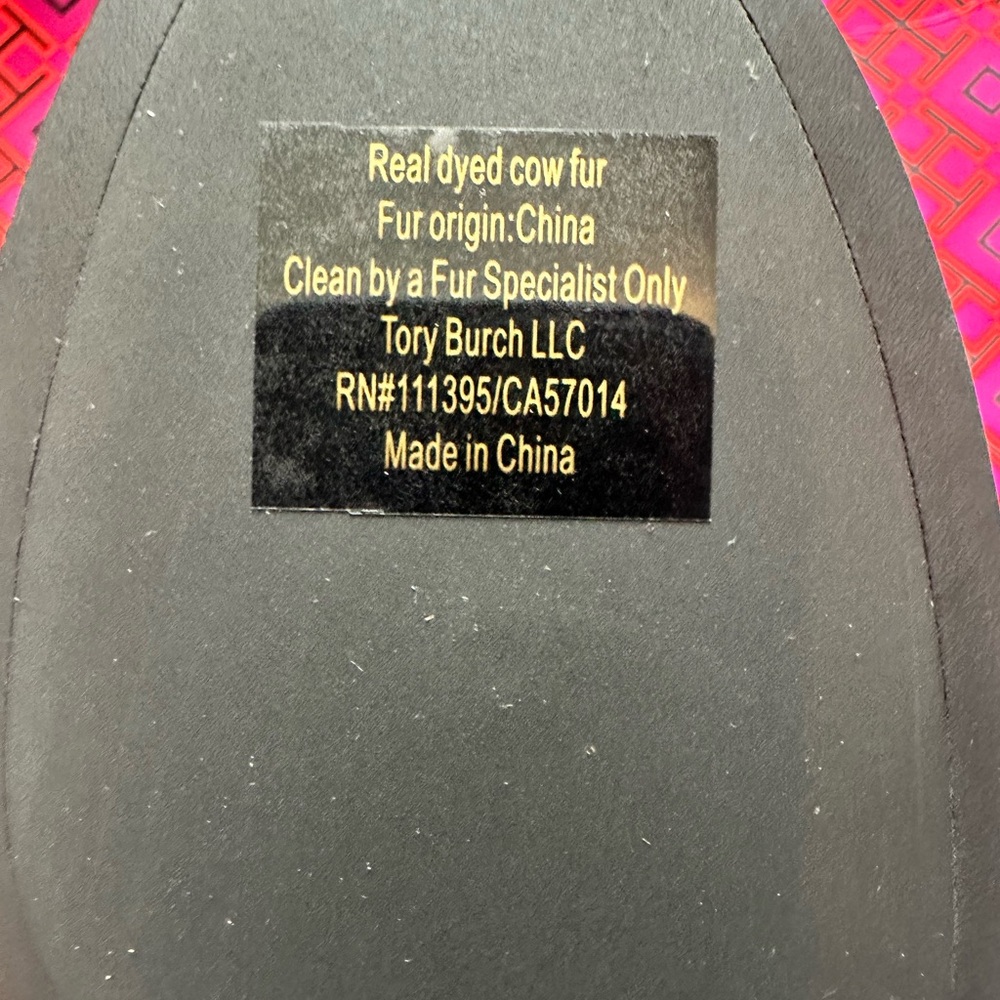 Real dyed cow fur
Fur origin:China
Clean by a Fur Specialist Only
Tory Burch LLC
RN#111395/CA57014
Made in China